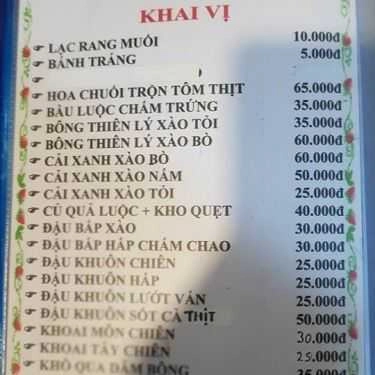 KHAI VỊ
LẠC RANG MUỐI 10.000đ
BÁNH TRÁNG 5.000đ
HOA CHUỐI TRỘN TÔM THỊT 65.000đ
BẦU LUỘC CHẤM TRỨNG 35.000đ
BÔNG THIÊN LÝ XÀO TỎI 35.000đ
BÔNG THIÊN LÝ XÀO BÒ 60.000đ
CẢI XANH XÀO BÒ 60.000đ
CẢI XANH XÀO NẤM 50.000đ
CẢI XANH XÀO TỎI 25.000đ
CỦ QUẢ LUỘC + KHO QUẸT 40.000đ
ĐẬU BẮP XÀO 30.000đ
ĐẬU BẮP HẤP CHẤM CHAO 30.000đ
ĐẬU KHUÔN CHIÊN 25.000đ
ĐẬU KHUÔN HẤP 25.000đ
ĐẬU KHUÔN LƯỚT VÁN 25.000đ
ĐẬU KHUÔN SỐT CÀ THỊT 50.000đ
KHOAI MÔN CHIÊN 30.000đ
KHOAI TÂY CHIÊN 25.000đ
KHỔ QUA DẦM BÔNG 35.000đ